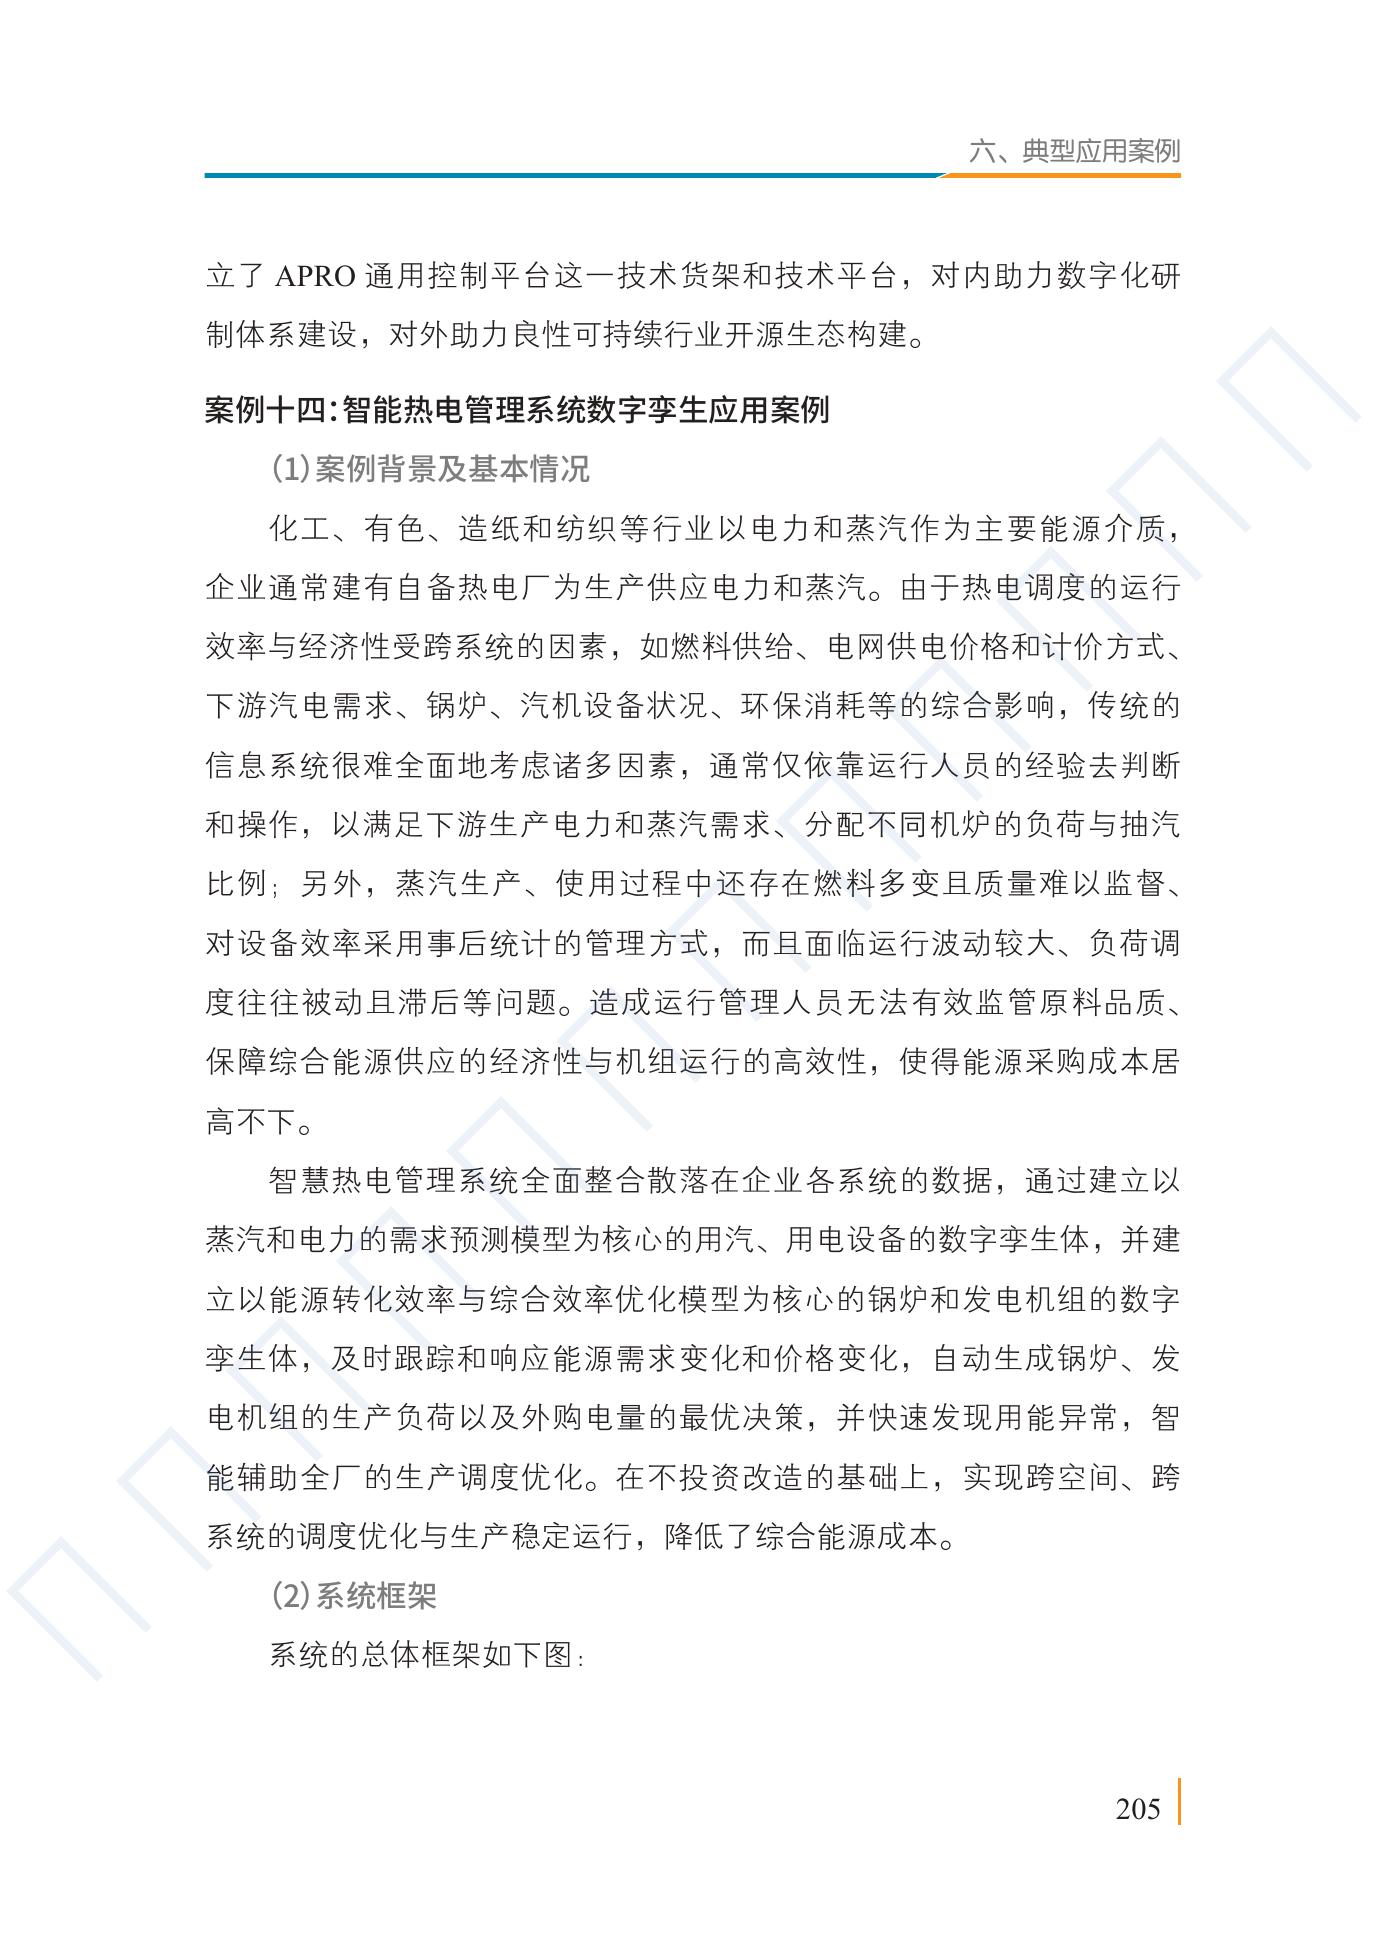 六、典型应用案例
立了 APRO 通用控制平台这一技术货架和技术平台，对内助力数字化研
制体系建设，对外助力良性可持续行业开源生态构建。
案例十四：智能热电管理系统数字孪生应用案例
（1）案例背景及基本情况
化工、有色、造纸和纺织等行业以电力和蒸汽作为主要能源介质，
企业通常建有自备热电厂为生产供应电力和蒸汽。由于热电调度的运行
效率与经济性受跨系统的因素，如燃料供给、电网供电价格和计价方式、
下游汽电需求、锅炉、汽机设备状况、环保消耗等的综合影响，传统的
信息系统很难全面地考虑诸多因素，通常仅依靠运行人员的经验去判断
和操作，以满足下游生产电力和蒸汽需求、分配不同机炉的负荷与抽汽
比例；另外，蒸汽生产、使用过程中还存在燃料多变且质量难以监督、
对设备效率采用事后统计的管理方式，而且面临运行波动较大、负荷调
度往往被动且滞后等问题。造成运行管理人员无法有效监管原料品质、
保障综合能源供应的经济性与机组运行的高效性，使得能源采购成本居
高不下。
智慧热电管理系统全面整合散落在企业各系统的数据，通过建立以
蒸汽和电力的需求预测模型为核心的用汽、用电设备的数字孪生体，并建
立以能源转化效率与综合效率优化模型为核心的锅炉和发电机组的数字
孪生体，及时跟踪和响应能源需求变化和价格变化，自动生成锅炉、发
电机组的生产负荷以及外购电量的最优决策，并快速发现用能异常，智
能辅助全厂的生产调度优化。在不投资改造的基础上，实现跨空间、跨
系统的调度优化与生产稳定运行，降低了综合能源成本。
（2）系统框架
系统的总体框架如下图：
205